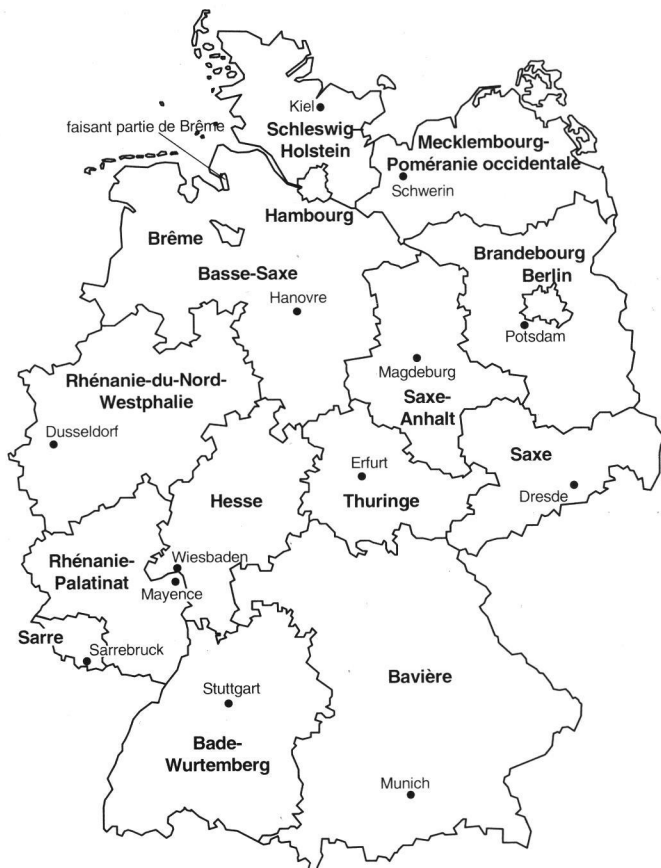 Kiel
faisant partie de Brême
Schleswig
Holstein
Mecklembourg-
Poméranie occidentale
Schwerin
Hambourg
Brême
Brandebourg
Basse-Saxe
Berlin
Hanovre
Potsdam
Magdeburg
Rhénanie-du-Nord-
Westphalie
Saxe-
Anhalt
Dusseldorf
Saxe
Erfurt
Dresde
Hesse
Thuringe
Rhénanie-
Palatinat
Wiesbaden
Mayence
Sarre
Sarrebruck
Bavière
Stuttgart
Bade-
Wurtemberg
Munich